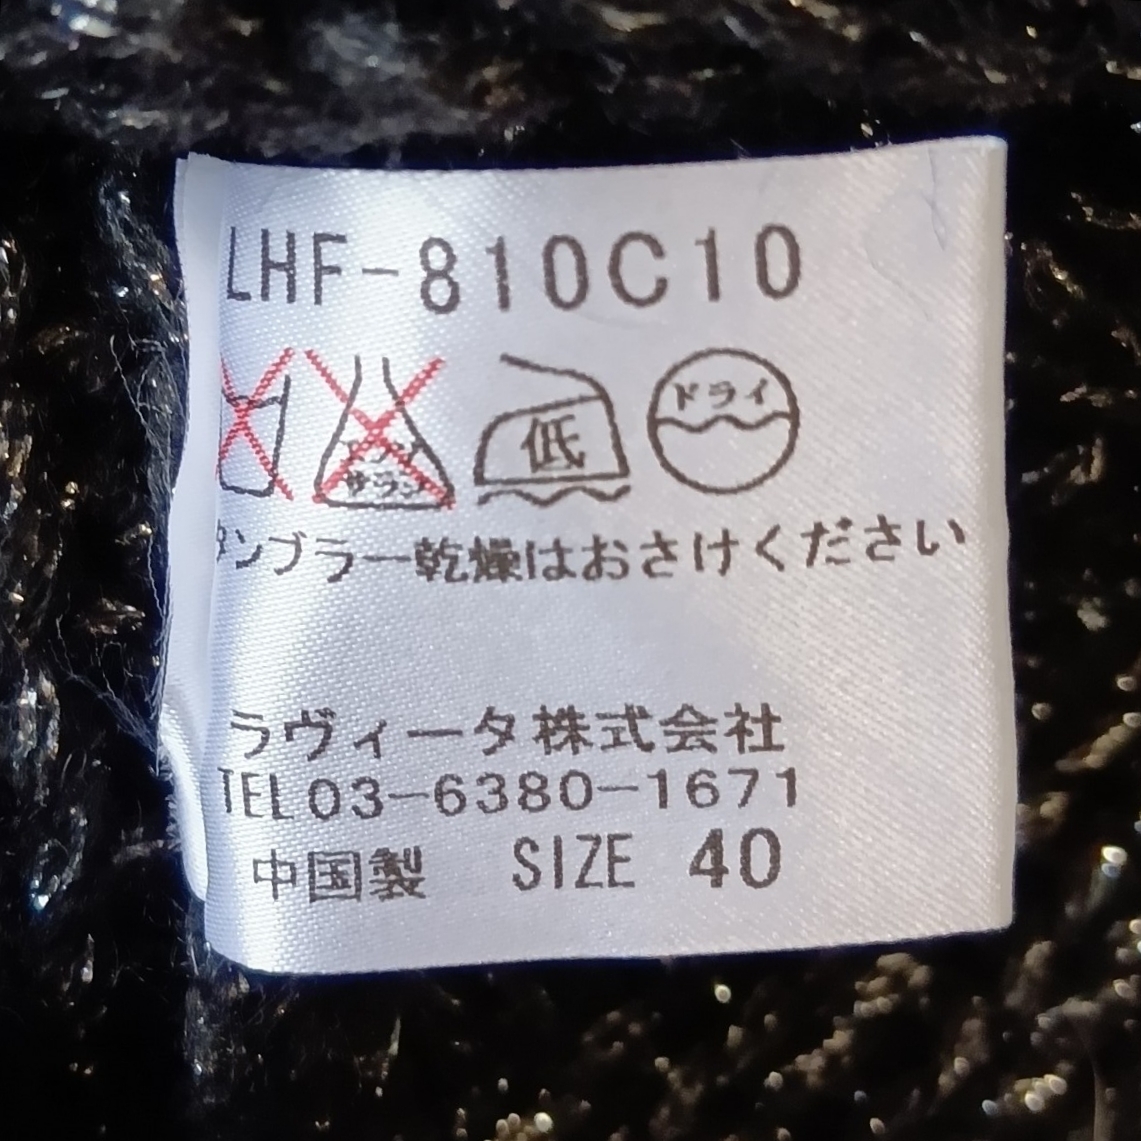 LHF-810C10
低 ドライ
タンブラー乾燥はおさけください
ラヴィータ株式会社
TEL03-6380-1671
中国製 SIZE 40